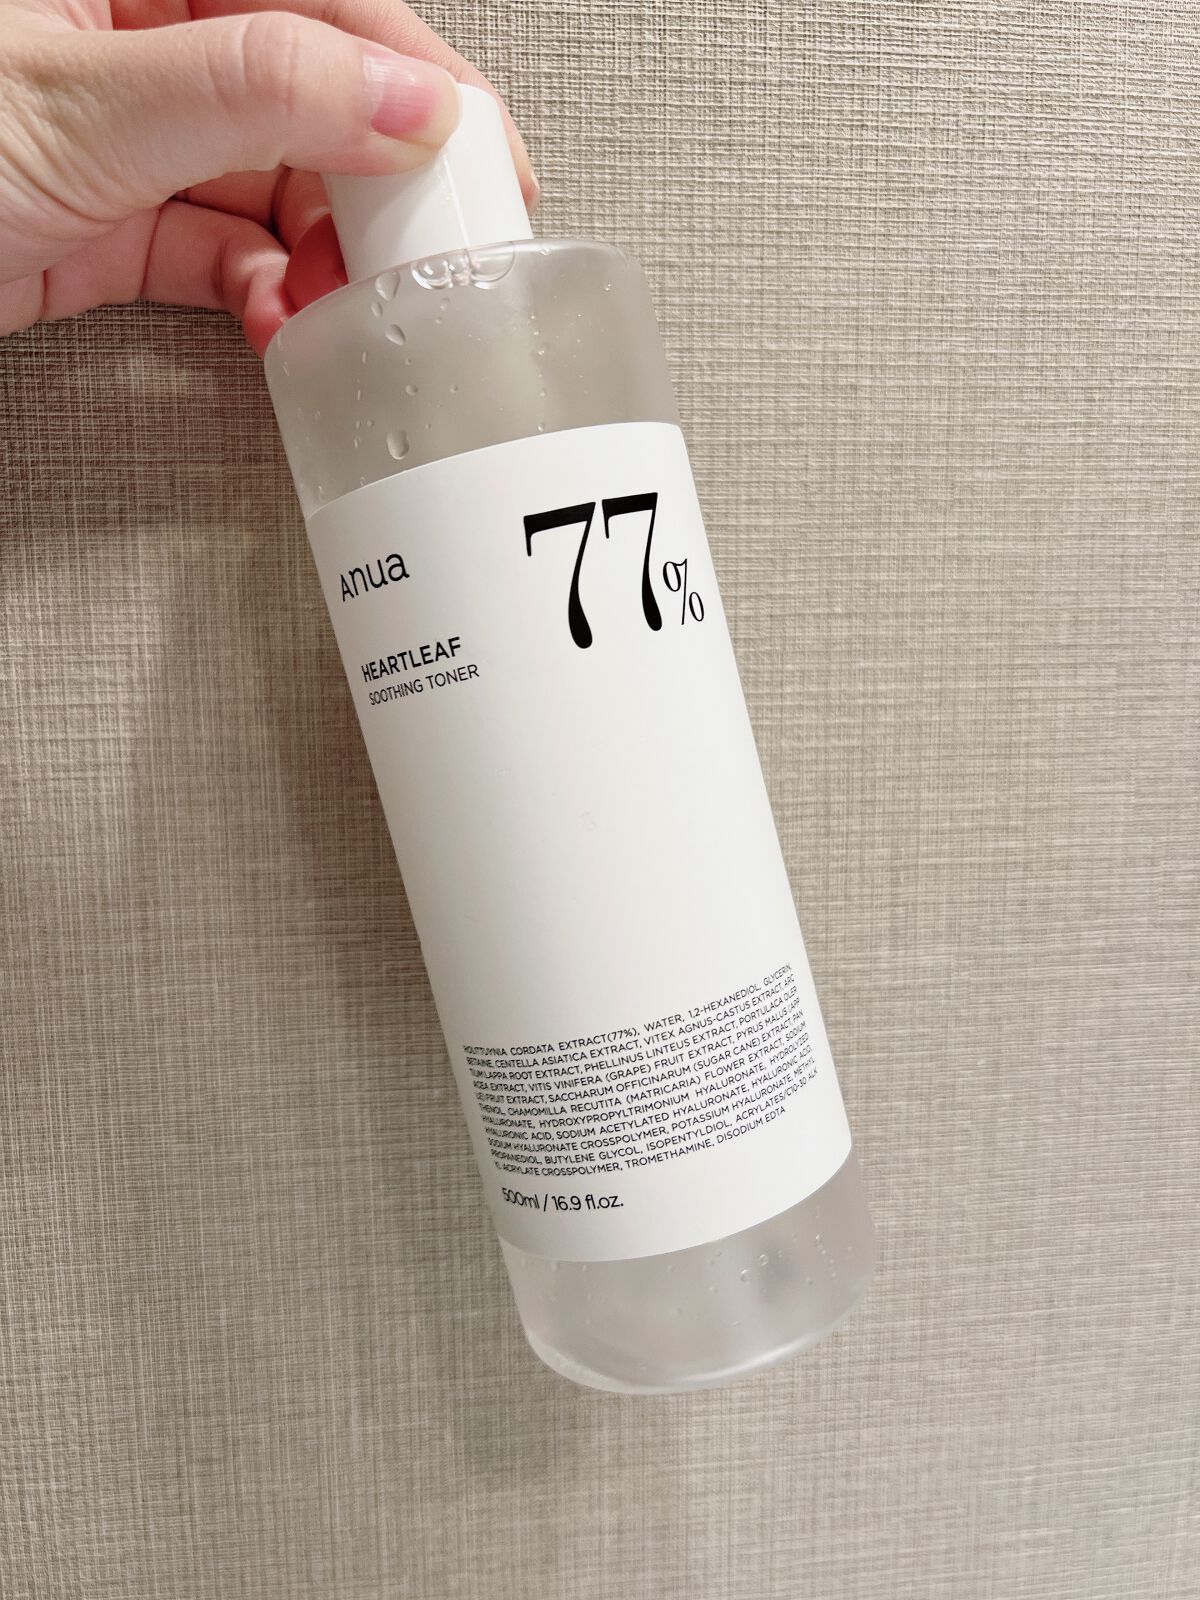 Anua
77%
HEARTLEAF
SOOTHING TONER
HOUTTUYNIA CORDATA EXTRACT(77%), WATER, 1,2-HEXANEDIOL, GLYCERIN,
BETAINE, CENTELLA ASIATICA EXTRACT, VITEX AGNUS-CASTUS EXTRACT, ARC
TIUM LAPPA ROOT EXTRACT, PHELLINUS LINTEUS EXTRACT, PORTULACA OLER
ACEA EXTRACT, VITIS VINIFERA (GRAPE) FRUIT EXTRACT, PYRUS MALUS (APP
LE) FRUIT EXTRACT, SACCHARUM OFFICINARUM (SUGAR CANE) EXTRACT, PAN
THENOL, CHAMOMILLA RECUTITA (MATRICARIA) FLOWER EXTRACT, SODIUM
HYALURONATE, HYDROXYPROPYLTRIMONIUM HYALURONATE, HYDROLYZED
HYALURONIC ACID, SODIUM ACETYLATED HYALURONATE, HYALURONIC ACID,
SODIUM HYALURONATE CROSSPOLYMER, POTASSIUM HYALURONATE, METHYL
PROPANEDIOL, BUTYLENE GLYCOL, ISOPENTYLDIOL, ACRYLATES/C10-30 ALK
YL ACRYLATE CROSSPOLYMER, TROMETHAMINE, DISODIUM EDTA
500ml / 16.9 fl.oz.